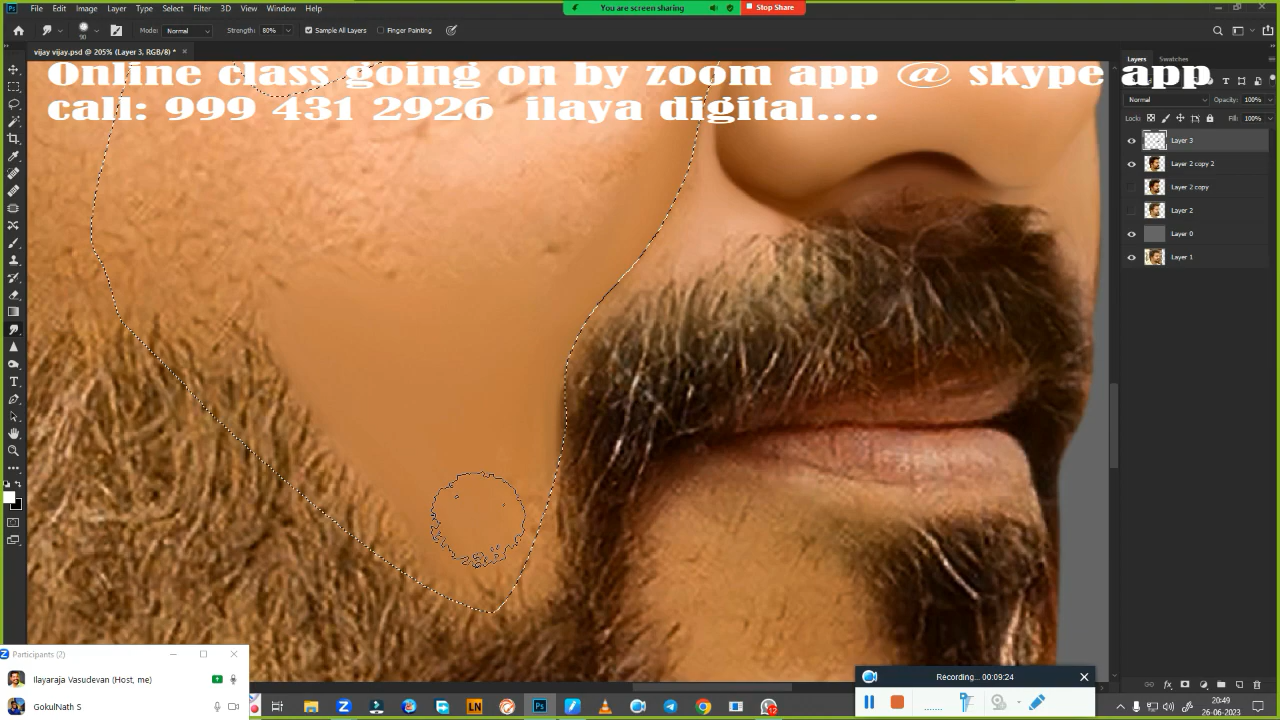 You are screen sharing
Stop Share
File Edit Image Layer Type Select Filter 3D View Window Help
90
Mode: Normal
Strength: 80%
Sample All Layers
Finger Painting
vijay vijay.psd @ 205% (Layer 3, RGB/8) *
Online class going on by zoom app @ skype app
call: 999 431 2926 ilaya digital....
Layers Swatches
Normal
Opacity: 100%
Lock:
Fill: 100%
Layer 3
Layer 2 copy 2
Layer 2 copy
Layer 2
Layer 0
Layer 1
Participants (2)
Ilayaraja Vasudevan (Host, me)
GokulNath S
Recording... 00:09:24
LN
12
20:49
26-06-2023